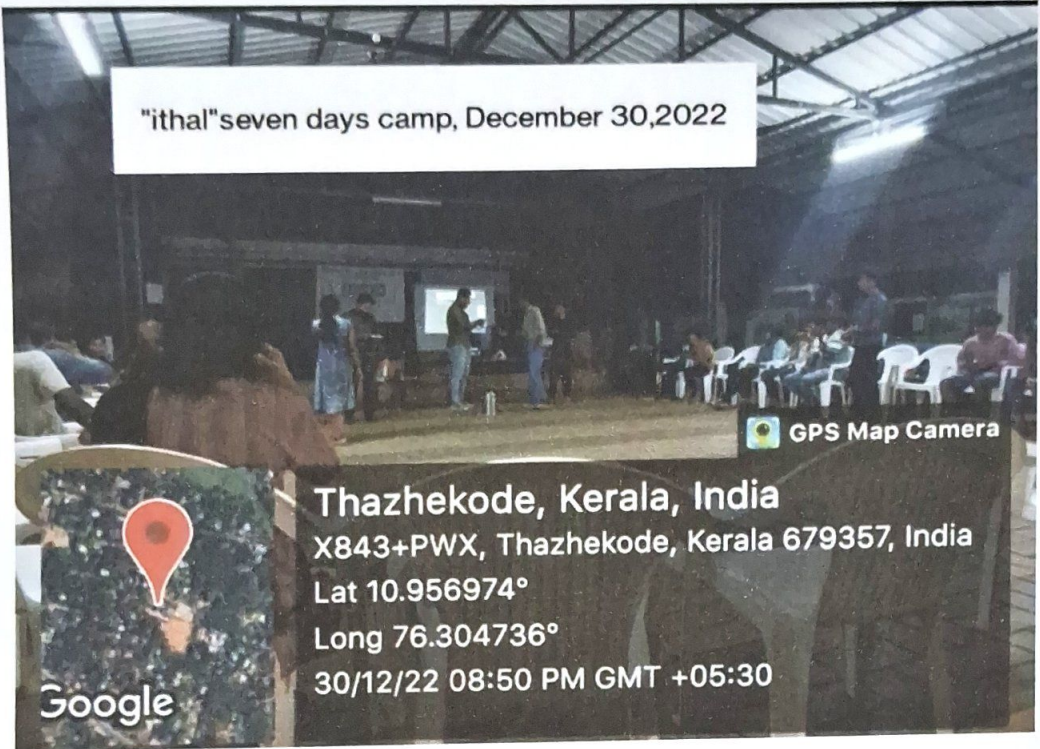 "ithal"seven days camp, December 30,2022
GPS Map Camera
Thazhekode, Kerala, India
X843+PWX, Thazhekode, Kerala 679357, India
Lat 10.956974°
Long 76.304736°
30/12/22 08:50 PM GMT +05:30
Google